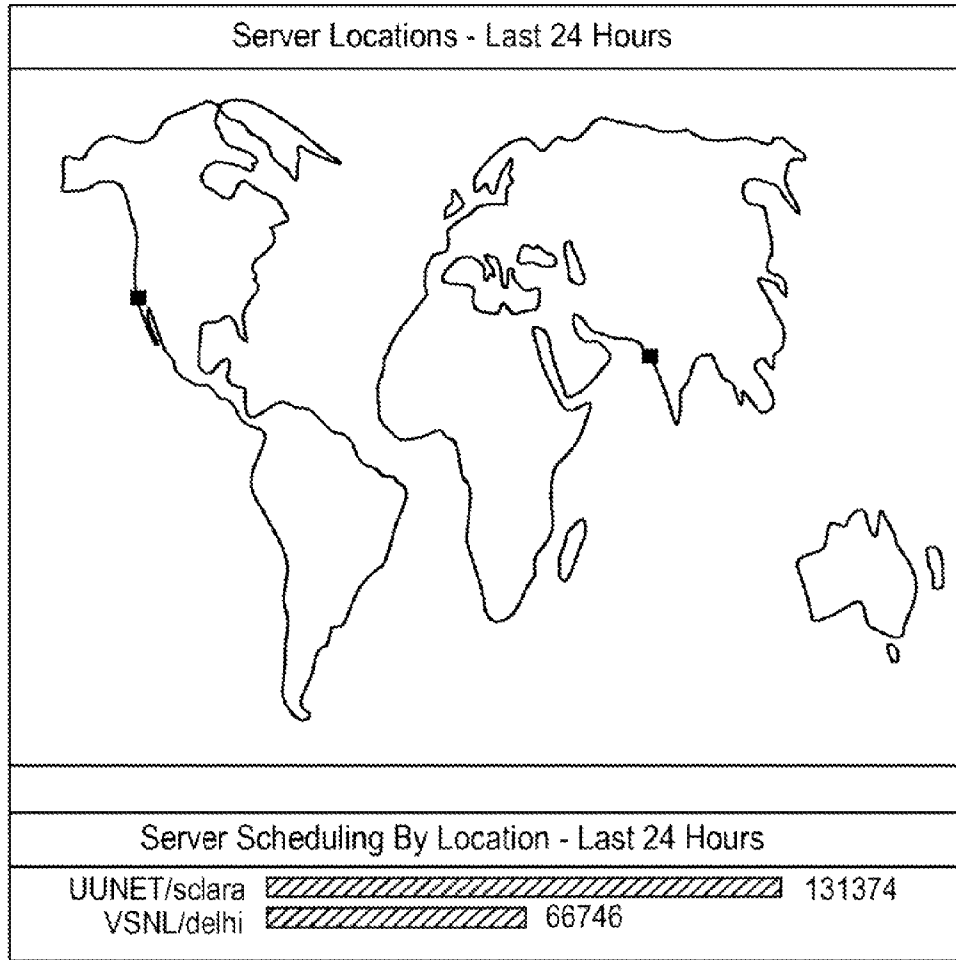 Server Locations - Last 24 Hours
Server Scheduling By Location - Last 24 Hours
UUNET/sclara 131374
VSNL/delhi 66746